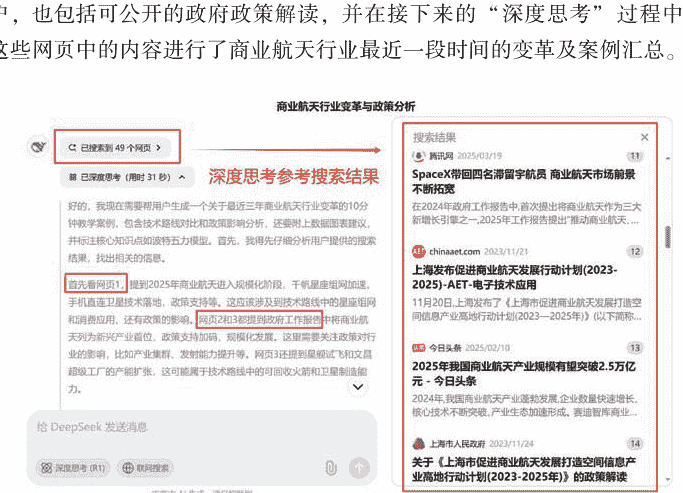 户，也包括可公开的政府政策解读，并在接下来的“深度思考”过程中
这些网页中的内容进行了商业航天行业最近一段时间的变革及案例汇总。
商业航天行业变革与政策分析
已搜索到 49 个网页
已深度思考（用时 31 秒）
深度思考参考搜索结果
好的，我现在需要帮用户生成一个关于最近三年商业航天行业变革的10分
钟教学案例，包含技术路线对比和政策影响分析，还要附上数据图表建议，
并标注核心知识点如波特五力模型。首先，我得先仔细分析用户提供的搜索
结果，找出相关的信息。
首先看网页1，提到2025年商业航天进入规模化阶段，千帆星座组网加速，
手机直连卫星技术落地，政策支持等。这应该涉及到技术路线中的星座组网
和消费应用，还有政策的影响。网页2和3都提到政府工作报告中将商业航
天列为新兴产业首位，政策支持加码，规模化发展。这里需要关注政策对行
业的影响，比如产业集群、发射能力提升等。网页3还提到星舰试飞和文昌
超级工厂的产能扩张，这可能属于技术路线中的可回收火箭和卫星制造能
力。
给 DeepSeek 发送消息
深度思考 (R1)
联网搜索
搜索结果
腾讯网 2025/03/19 11
SpaceX带回四名滞留宇航员 商业航天市场前景
不断拓宽
在2024年政府工作报告中，首次提出将商业航天作为三大
新增长引擎之一，2025年工作报告提出“推动商业航天、...
chinaaet.com 2023/11/21 12
上海发布促进商业航天发展行动计划(2023-
2025)-AET-电子技术应用
11月20日，上海发布了《上海市促进商业航天发展打造空
间信息产业高地行动计划(2023—2025年)》(以下简称...
今日头条 2025/02/10 13
2025年我国商业航天产业规模有望突破2.5万亿
元 - 今日头条
2024年，我国商业航天产业蓬勃发展，企业数量快速增长，
核心技术不断突破，产业生态加速形成。赛迪智库商业...
上海市人民政府 2023/11/24 14
关于《上海市促进商业航天发展打造空间信息产
业高地行动计划(2023-2025年)》的政策解读